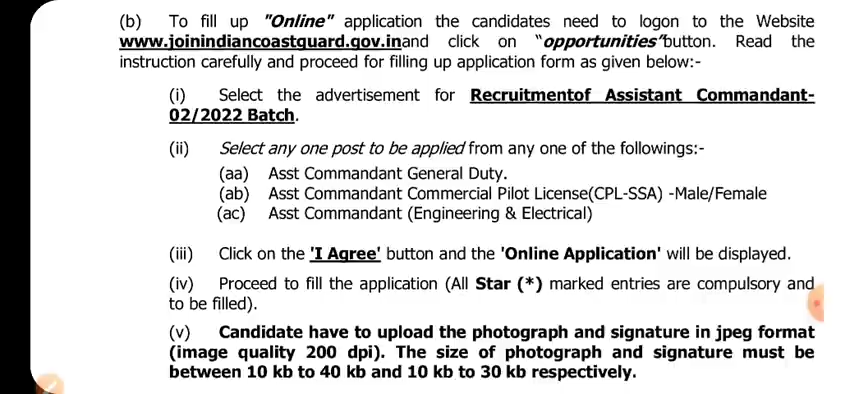 (b) To fill up "Online" application the candidates need to logon to the Website
www.joinindiancoastguard.gov.inand click on "opportunities"button. Read the
instruction carefully and proceed for filling up application form as given below:-
(i) Select the advertisement for Recruitmentof Assistant Commandant-
02/2022 Batch.
(ii) Select any one post to be applied from any one of the followings:-
(aa) Asst Commandant General Duty.
(ab) Asst Commandant Commercial Pilot License(CPL-SSA) -Male/Female
(ac) Asst Commandant (Engineering & Electrical)
(iii) Click on the 'I Agree' button and the 'Online Application' will be displayed.
(iv) Proceed to fill the application (All Star (*) marked entries are compulsory and
to be filled).
(v) Candidate have to upload the photograph and signature in jpeg format
(image quality 200 dpi). The size of photograph and signature must be
between 10 kb to 40 kb and 10 kb to 30 kb respectively.